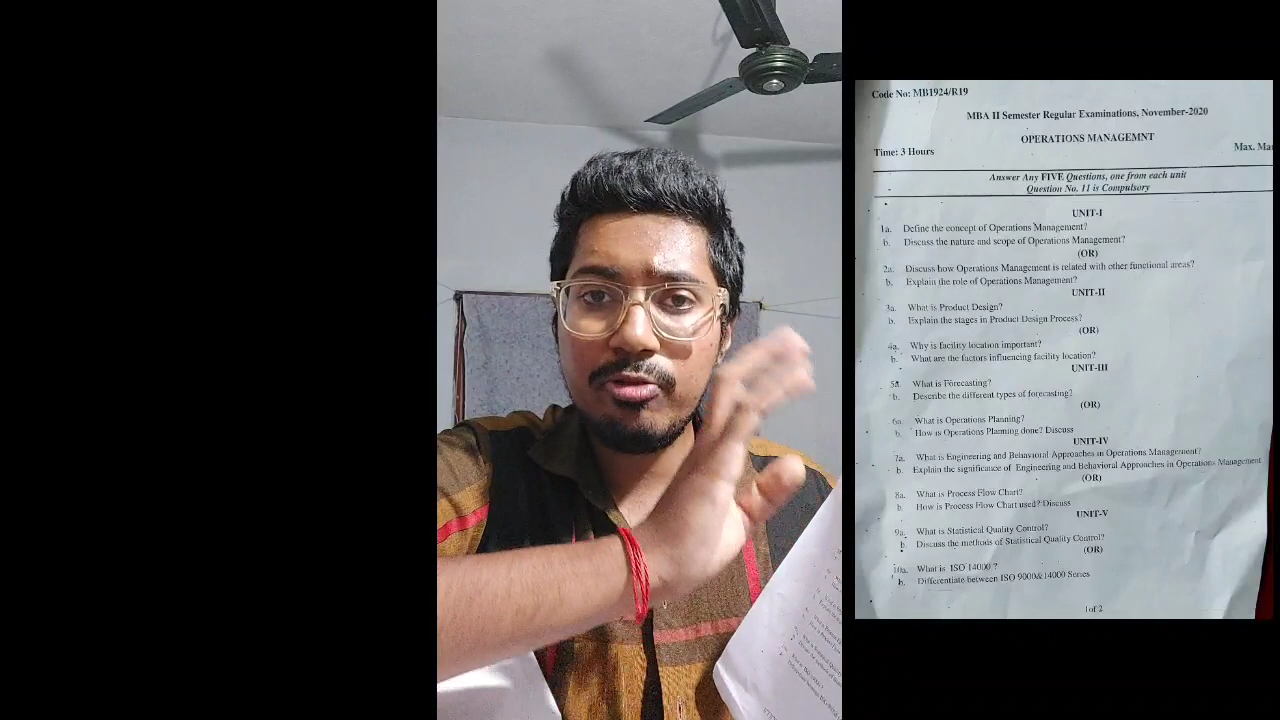 Code No: MB1924/R19
MBA II Semester Regular Examinations, November-2020
OPERATIONS MANAGEMNT
Time: 3 Hours
Max. Ma
Answer Any FIVE Questions, one from each unit
Question No. 11 is Compulsory
UNIT-I
1a. Define the concept of Operations Management?
b. Discuss the nature and scope of Operations Management?
(OR)
2a. Discuss how Operations Management is related with other functional areas?
b. Explain the role of Operations Management?
UNIT-II
3a. What is Product Design?
b. Explain the stages in Product Design Process?
(OR)
4a. Why is facility location important?
b. What are the factors influencing facility location?
UNIT-III
5a. What is Forecasting?
b. Describe the different types of forecasting?
(OR)
6a. What is Operations Planning?
b. How is Operations Planning done? Discuss
UNIT-IV
7a. What is Engineering and Behavioral Approaches in Operations Management?
b. Explain the significance of Engineering and Behavioral Approaches in Operations Management
(OR)
8a. What is Process Flow Chart?
b. How is Process Flow Chart used? Discuss
UNIT-V
9a. What is Statistical Quality Control?
b. Discuss the methods of Statistical Quality Control?
(OR)
10a. What is ISO 14000 ?
b. Differentiate between ISO 9000&14000 Series
1 of 2